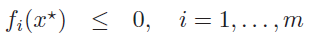 f_i(x^⋆) ≤ 0, i = 1, . . . , m